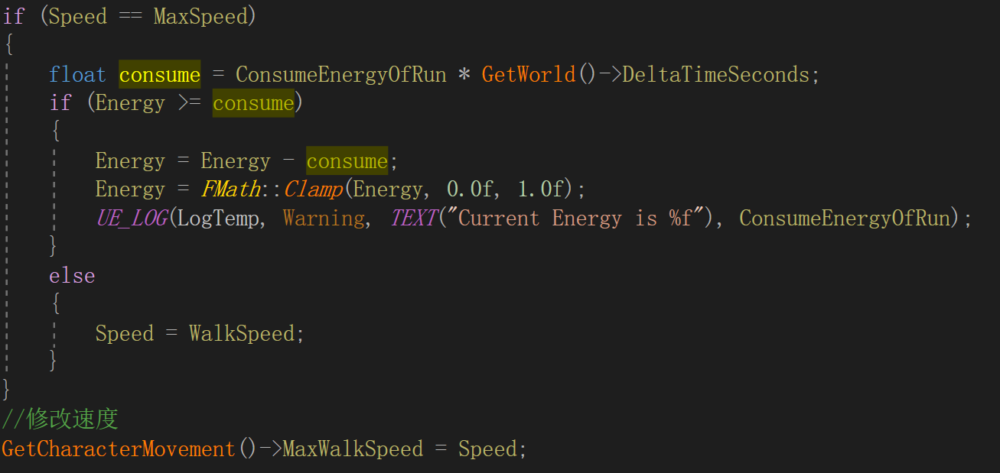 if (Speed == MaxSpeed)
{
    float consume = ConsumeEnergyOfRun * GetWorld()->DeltaTimeSeconds;
    if (Energy >= consume)
    {
        Energy = Energy - consume;
        Energy = FMath::Clamp(Energy, 0.0f, 1.0f);
        UE_LOG(LogTemp, Warning, TEXT("Current Energy is %f"), ConsumeEnergyOfRun);
    }
    else
    {
        Speed = WalkSpeed;
    }
}
//修改速度
GetCharacterMovement()->MaxWalkSpeed = Speed;